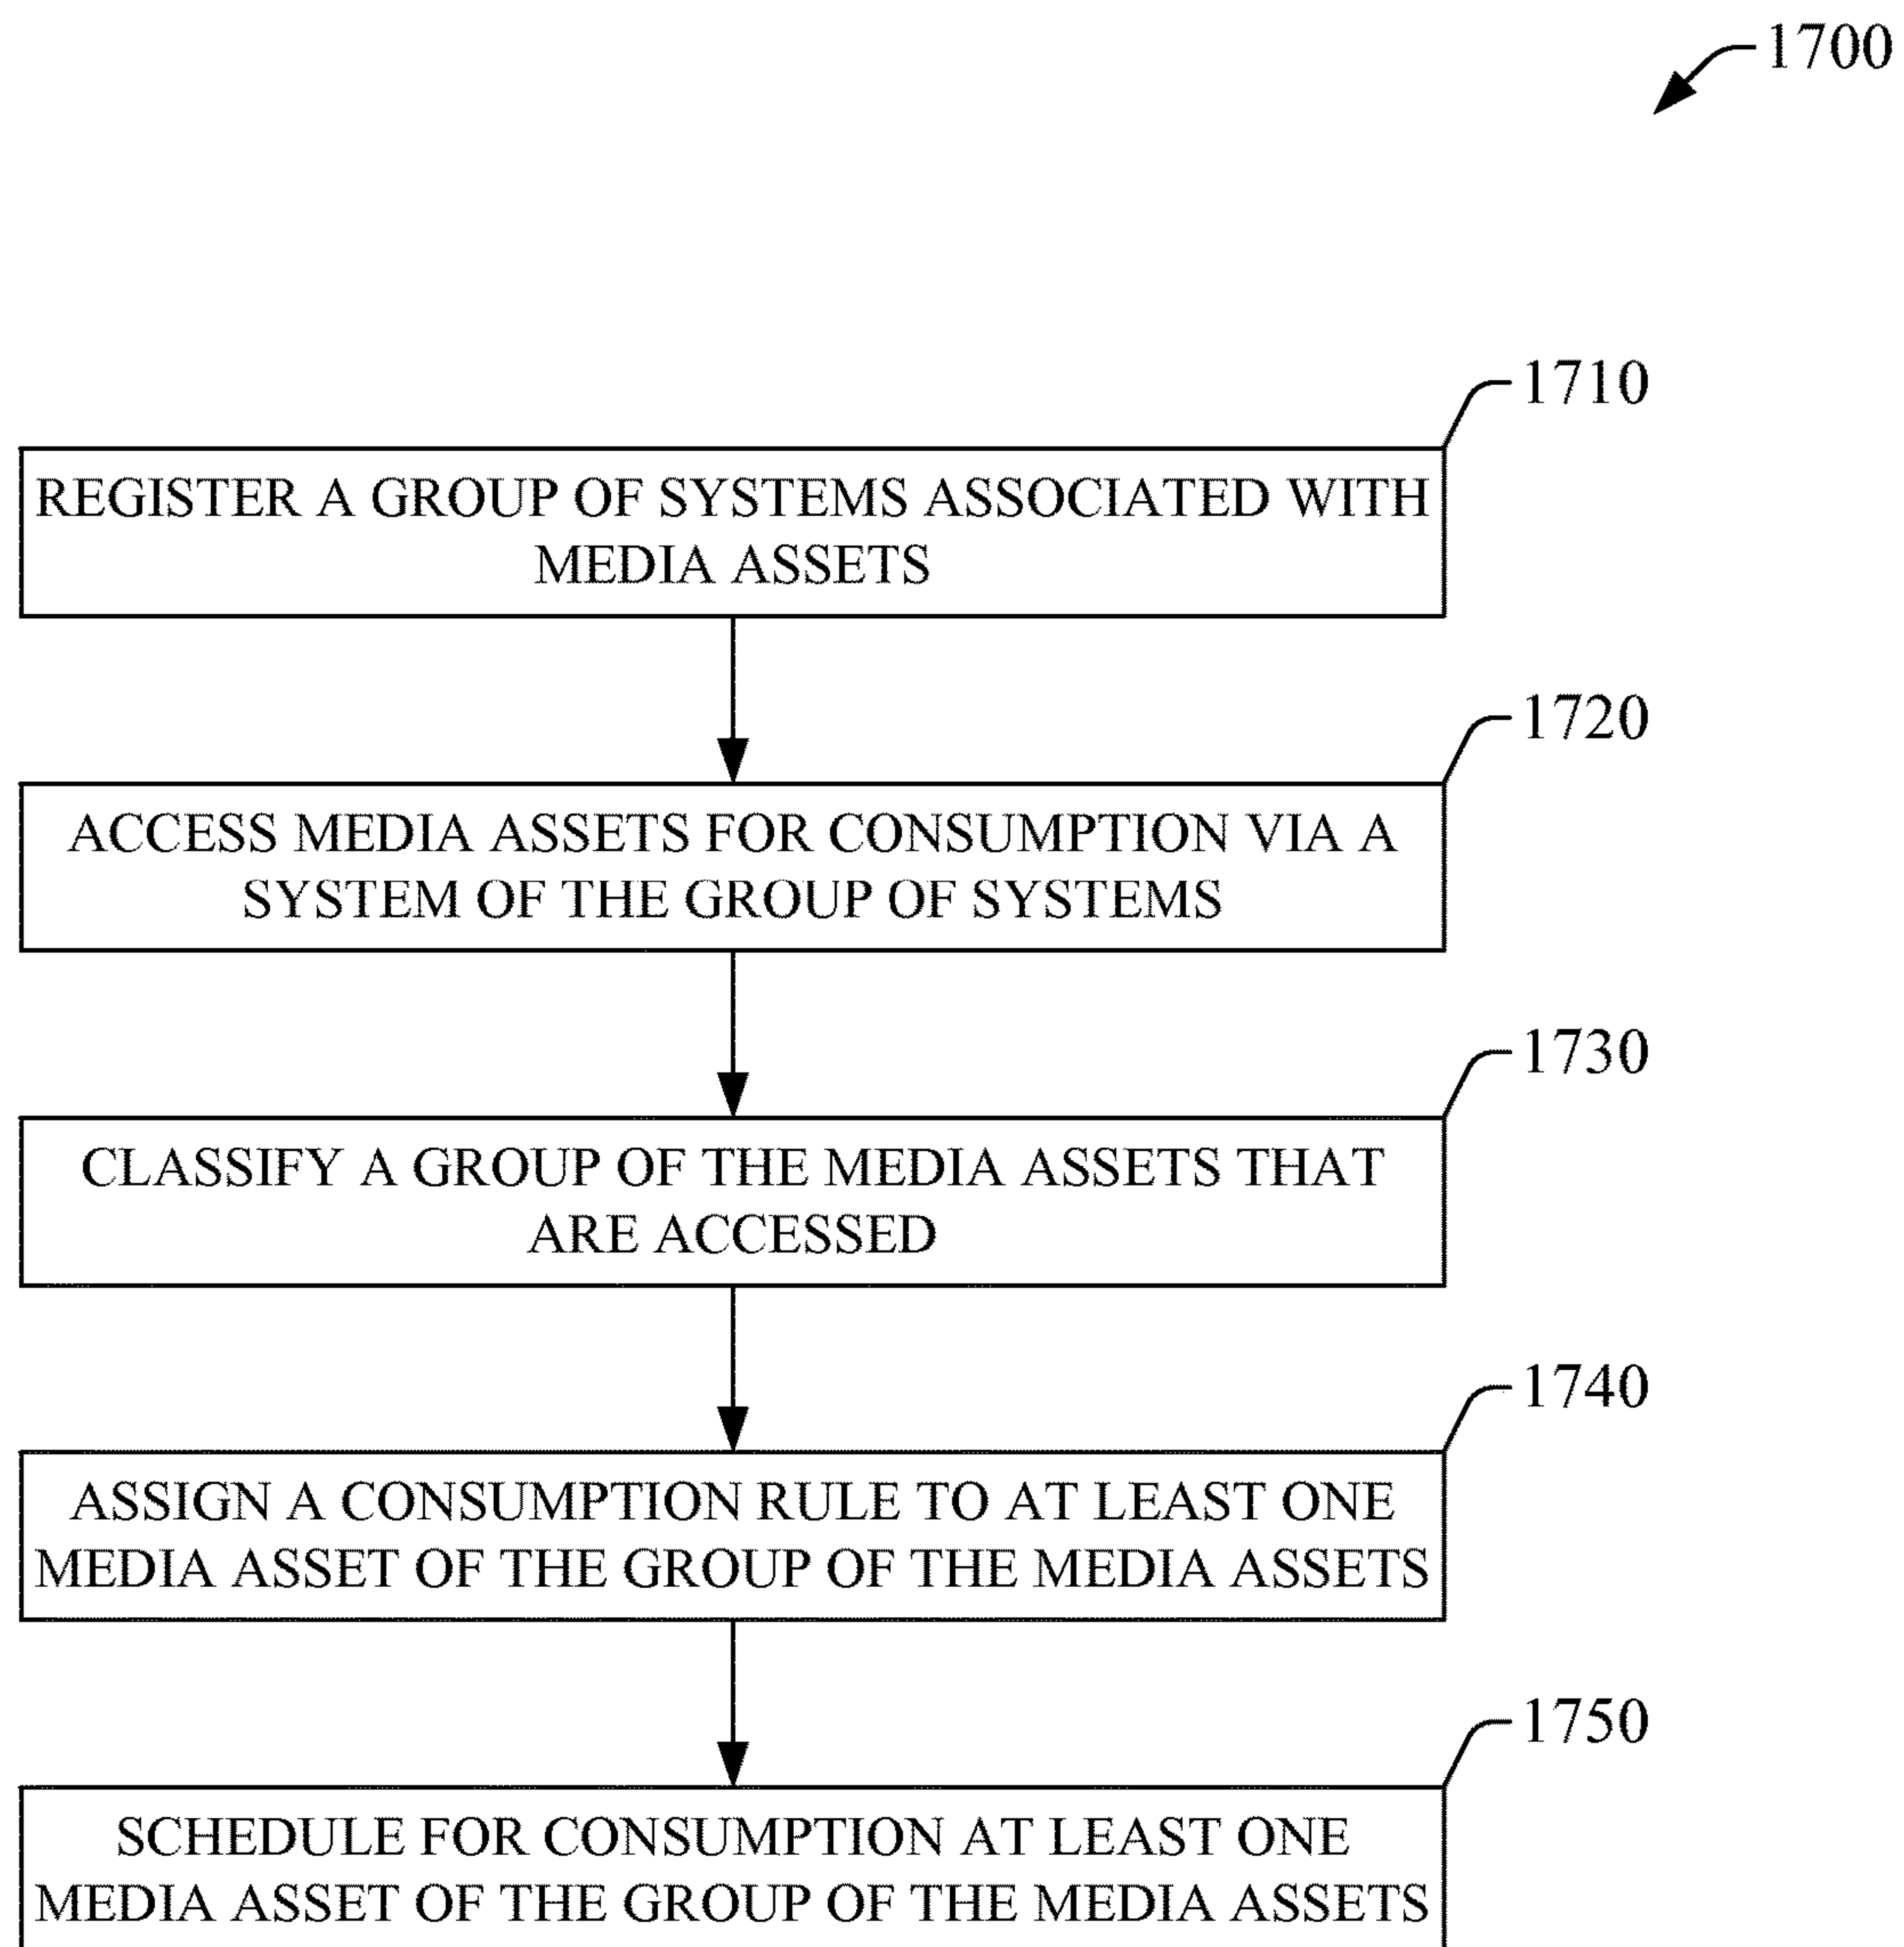 1700
1710
REGISTER A GROUP OF SYSTEMS ASSOCIATED WITH
MEDIA ASSETS
1720
ACCESS MEDIA ASSETS FOR CONSUMPTION VIA A
SYSTEM OF THE GROUP OF SYSTEMS
1730
CLASSIFY A GROUP OF THE MEDIA ASSETS THAT
ARE ACCESSED
1740
ASSIGN A CONSUMPTION RULE TO AT LEAST ONE
MEDIA ASSET OF THE GROUP OF THE MEDIA ASSETS
1750
SCHEDULE FOR CONSUMPTION AT LEAST ONE
MEDIA ASSET OF THE GROUP OF THE MEDIA ASSETS